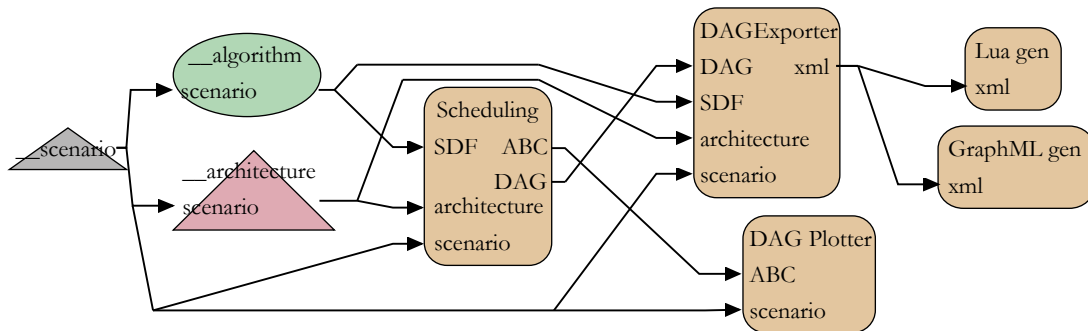 __scenario
__algorithm
scenario
__architecture
scenario
Scheduling
SDF ABC
DAG
architecture
scenario
DAGExporter
DAG xml
SDF
architecture
scenario
DAG Plotter
ABC
scenario
Lua gen
xml
GraphML gen
xml